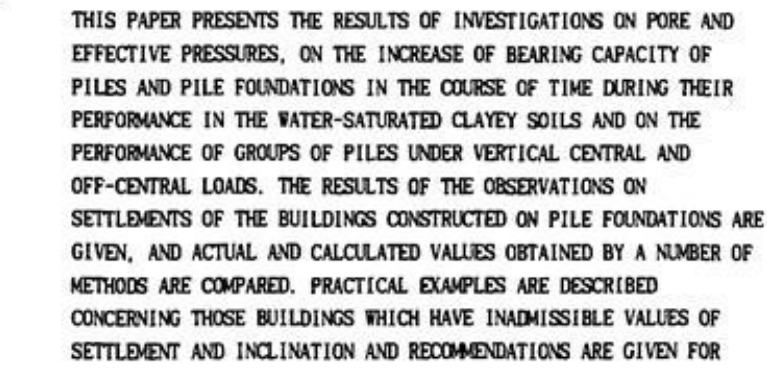 THIS PAPER PRESENTS THE RESULTS OF INVESTIGATIONS ON PORE AND
EFFECTIVE PRESSURES, ON THE INCREASE OF BEARING CAPACITY OF
PILES AND PILE FOUNDATIONS IN THE COURSE OF TIME DURING THEIR
PERFORMANCE IN THE WATER-SATURATED CLAYEY SOILS AND ON THE
PERFORMANCE OF GROUPS OF PILES UNDER VERTICAL CENTRAL AND
OFF-CENTRAL LOADS. THE RESULTS OF THE OBSERVATIONS ON
SETTLEMENTS OF THE BUILDINGS CONSTRUCTED ON PILE FOUNDATIONS ARE
GIVEN, AND ACTUAL AND CALCULATED VALUES OBTAINED BY A NUMBER OF
METHODS ARE COMPARED. PRACTICAL EXAMPLES ARE DESCRIBED
CONCERNING THOSE BUILDINGS WHICH HAVE INADMISSIBLE VALUES OF
SETTLEMENT AND INCLINATION AND RECOMMENDATIONS ARE GIVEN FOR